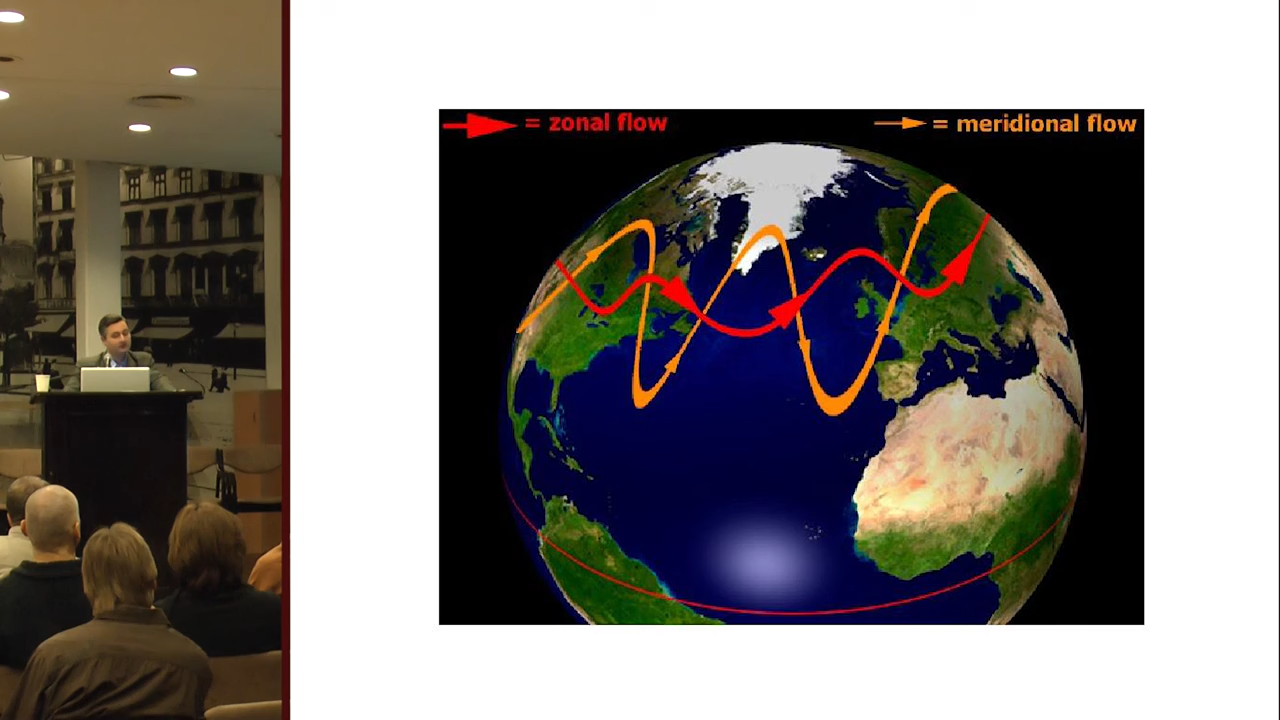 = zonal flow
= meridional flow